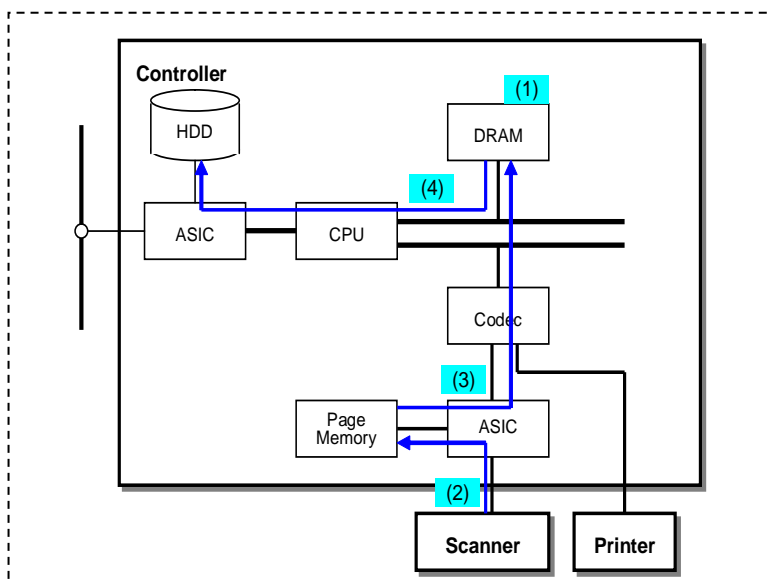 Controller
(1)
HDD
DRAM
(4)
ASIC
CPU
Codec
(3)
Page
Memory
ASIC
(2)
Scanner
Printer